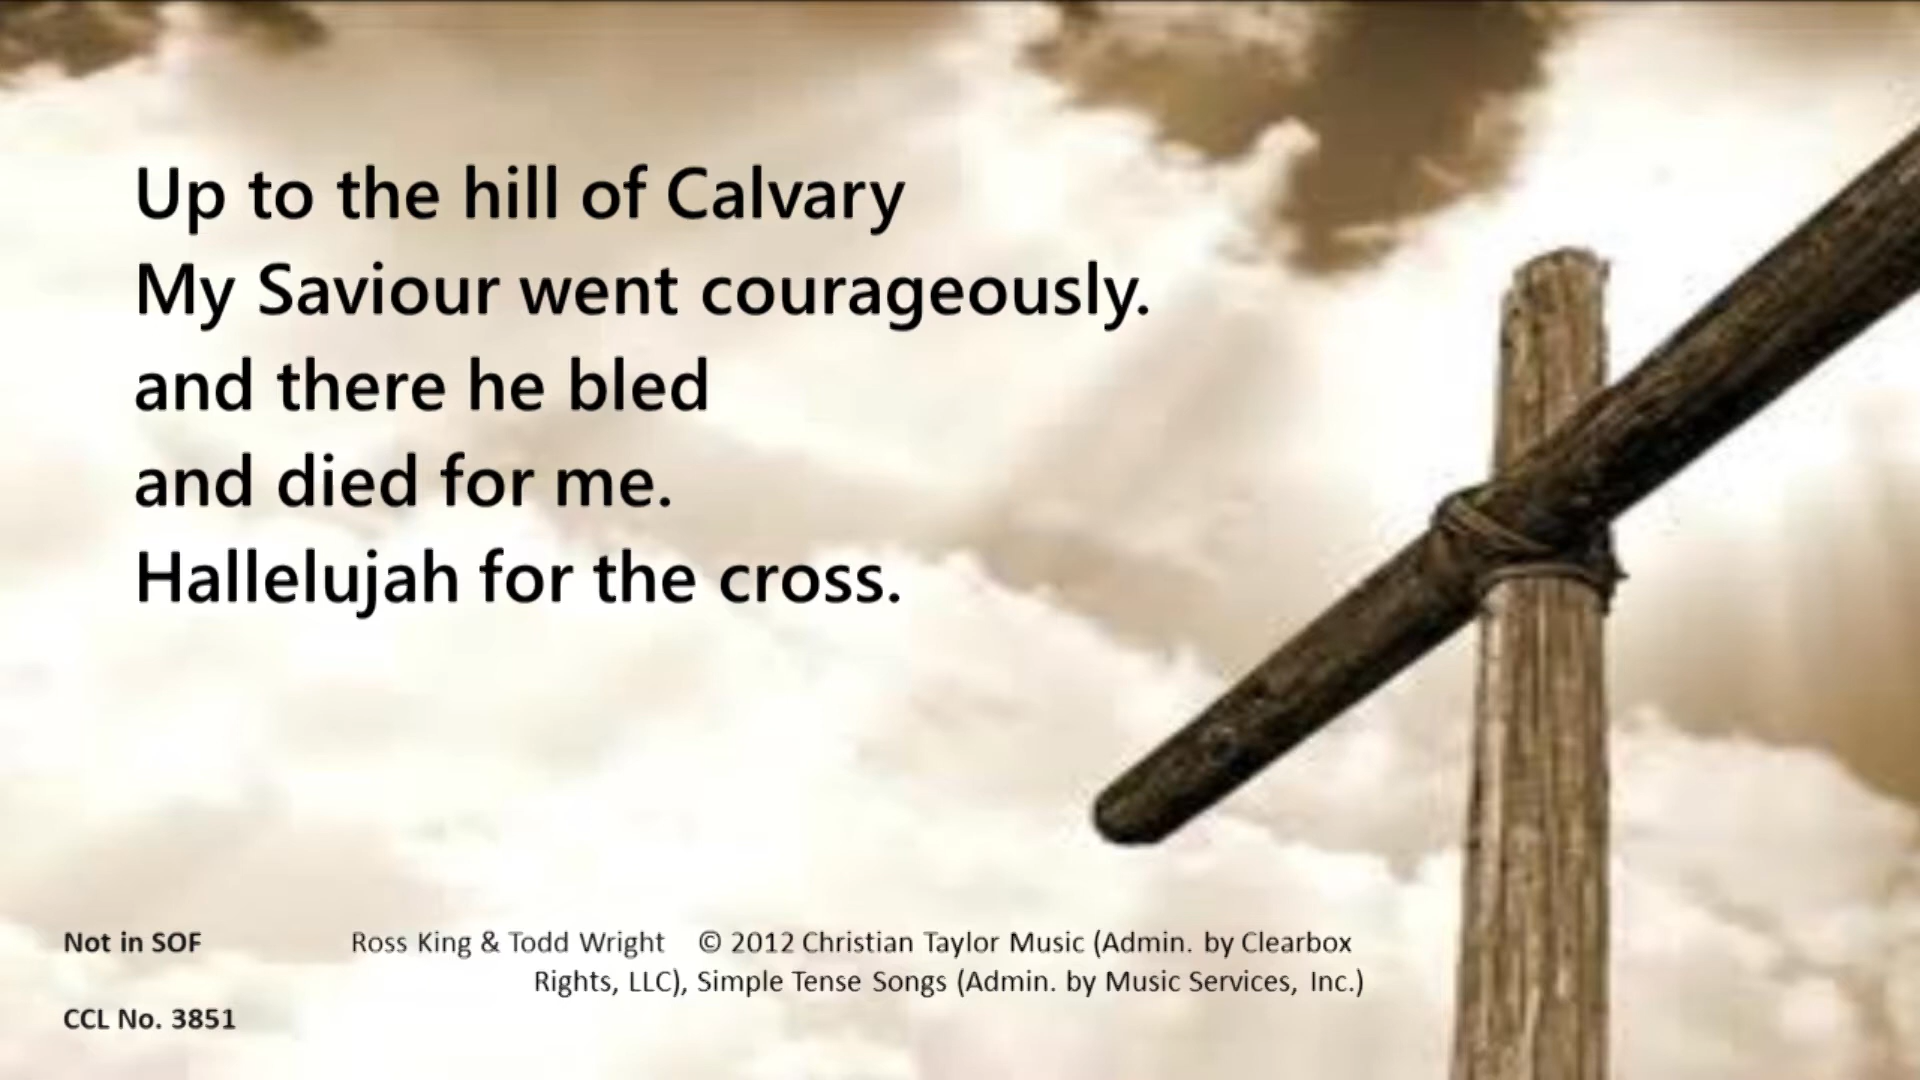 Up to the hill of Calvary
My Saviour went courageously.
and there he bled
and died for me.
Hallelujah for the cross.
Not in SOF
Ross King & Todd Wright © 2012 Christian Taylor Music (Admin. by Clearbox
Rights, LLC), Simple Tense Songs (Admin. by Music Services, Inc.)
CCL No. 3851